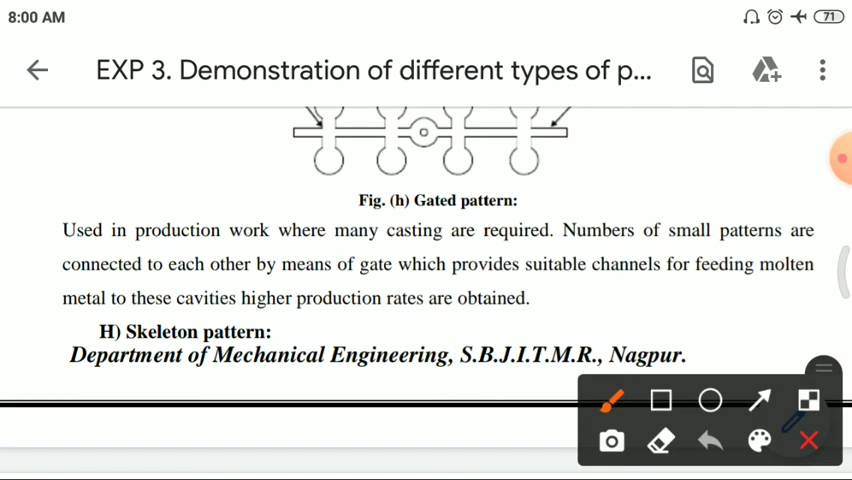 8:00 AM
71
EXP 3. Demonstration of different types of p...
Fig. (h) Gated pattern:
Used in production work where many casting are required. Numbers of small patterns are
connected to each other by means of gate which provides suitable channels for feeding molten
metal to these cavities higher production rates are obtained.
H) Skeleton pattern:
Department of Mechanical Engineering, S.B.J.I.T.M.R., Nagpur.